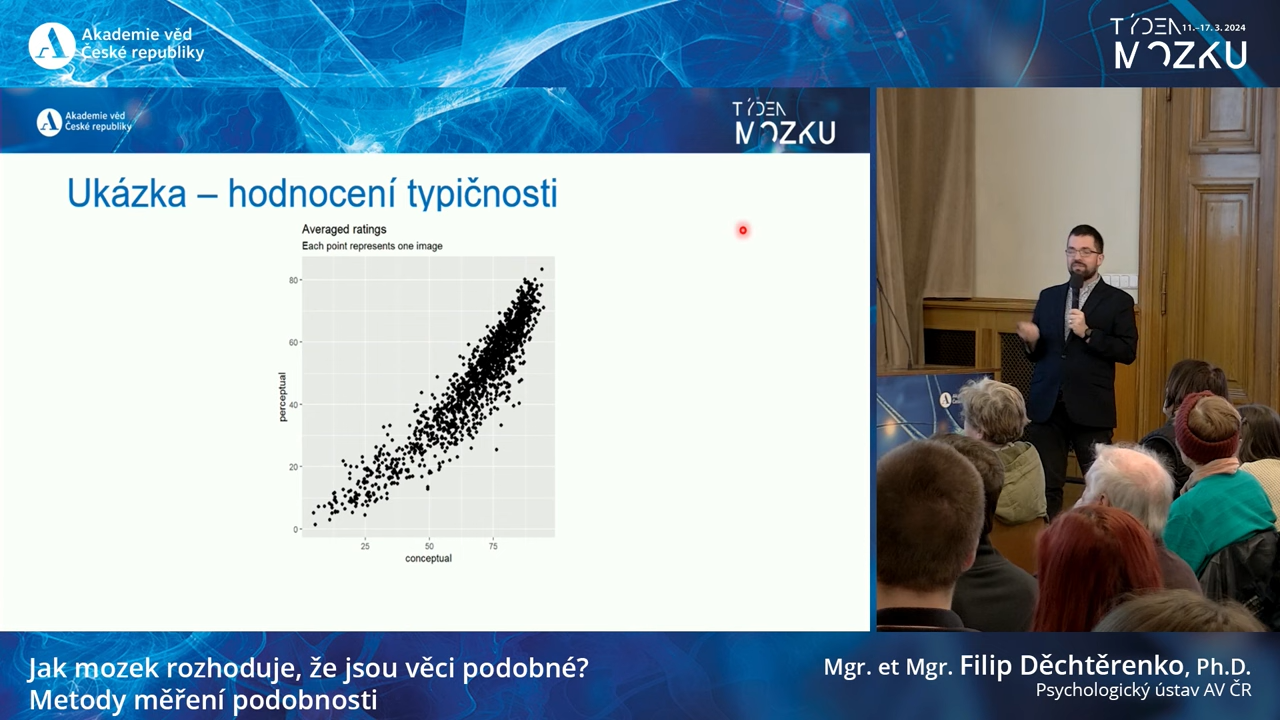 Akademie věd
České republiky
TÝDEN 11.–17. 3. 2024
MOZKU
Akademie věd
České republiky
TÝDEN
MOZKU
Ukázka – hodnocení typičnosti
Averaged ratings
Each point represents one image
80
60
40
20
0
perceptual
25 50 75
conceptual
Jak mozek rozhoduje, že jsou věci podobné?
Metody měření podobnosti
Mgr. et Mgr. Filip Děchtěrenko, Ph.D.
Psychologický ústav AV ČR